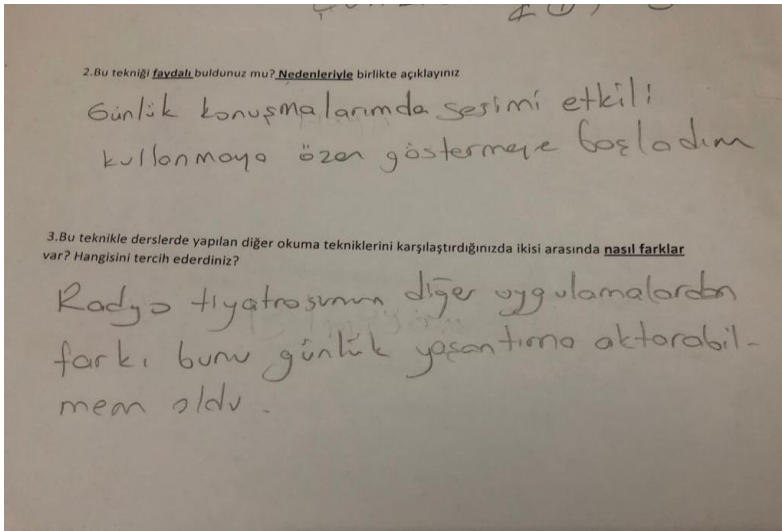 2.Bu tekniği faydalı buldunuz mu? Nedenleriyle birlikte açıklayınız
Günlük konuşmalarımda sesimi etkili
kullanmaya özen göstermeye başladım
3.Bu teknikle derslerde yapılan diğer okuma tekniklerini karşılaştırdığınızda ikisi arasında nasıl farklar
var? Hangisini tercih ederdiniz?
Radyo tiyatrosunun diğer uygulamalardan
farkı bunu günlük yaşantıma aktarabil-
mem oldu.